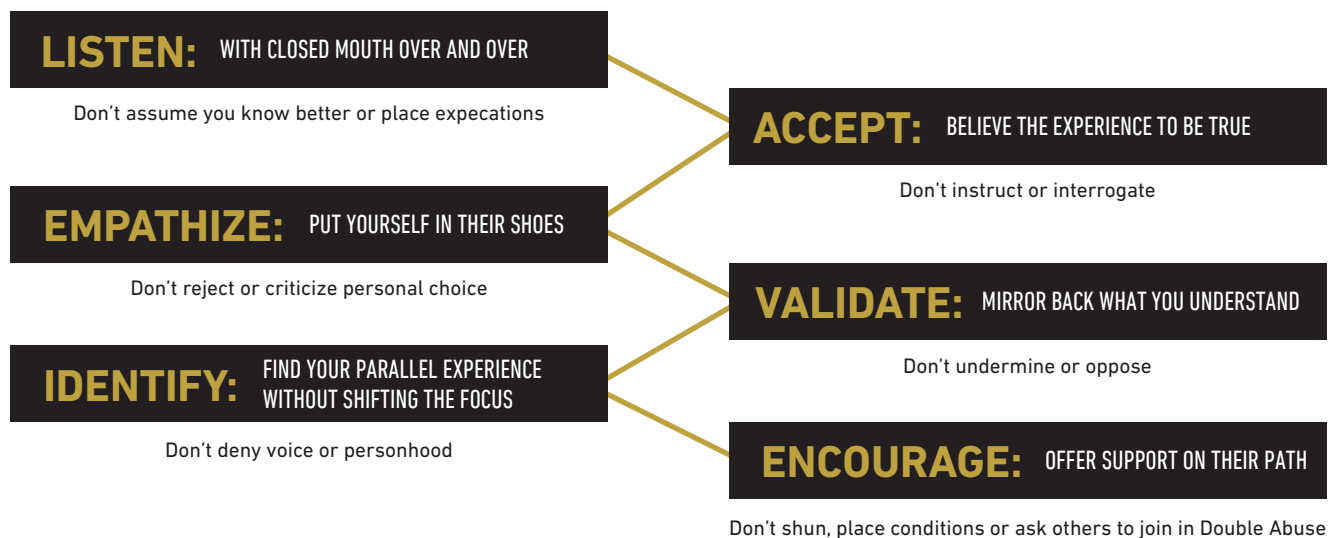 LISTEN: WITH CLOSED MOUTH OVER AND OVER
Don't assume you know better or place expecations
ACCEPT: BELIEVE THE EXPERIENCE TO BE TRUE
Don't instruct or interrogate
EMPATHIZE: PUT YOURSELF IN THEIR SHOES
Don't reject or criticize personal choice
VALIDATE: MIRROR BACK WHAT YOU UNDERSTAND
Don't undermine or oppose
IDENTIFY: FIND YOUR PARALLEL EXPERIENCE
WITHOUT SHIFTING THE FOCUS
Don't deny voice or personhood
ENCOURAGE: OFFER SUPPORT ON THEIR PATH
Don't shun, place conditions or ask others to join in Double Abuse